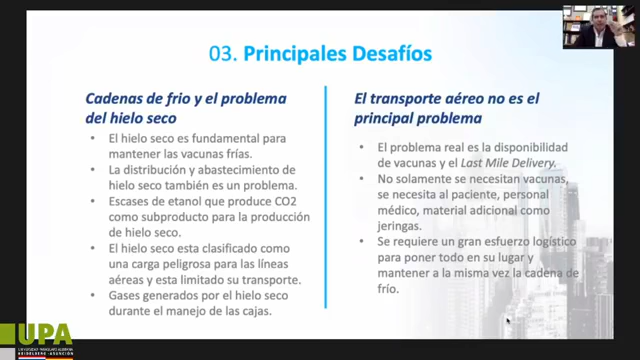 03. Principales Desafíos
Cadenas de frio y el problema
del hielo seco
• El hielo seco es fundamental para
mantener las vacunas frías.
• La distribución y abastecimiento de
hielo seco también es un problema.
• Escases de etanol que produce CO2
como subproducto para la producción
de hielo seco.
• El hielo seco esta clasificado como
una carga peligrosa para las líneas
aéreas y esta limitado su transporte.
• Gases generados por el hielo seco
durante el manejo de las cajas.
El transporte aéreo no es el
principal problema
• El problema real es la disponibilidad
de vacunas y el Last Mile Delivery.
• No solamente se necesitan vacunas,
se necesita al paciente, personal
médico, material adicional como
jeringas.
• Se requiere un gran esfuerzo logístico
para poner todo en su lugar y
mantener a la misma vez la cadena de
frío.
UPA
HEIDELBERG - ASUNCIÓN